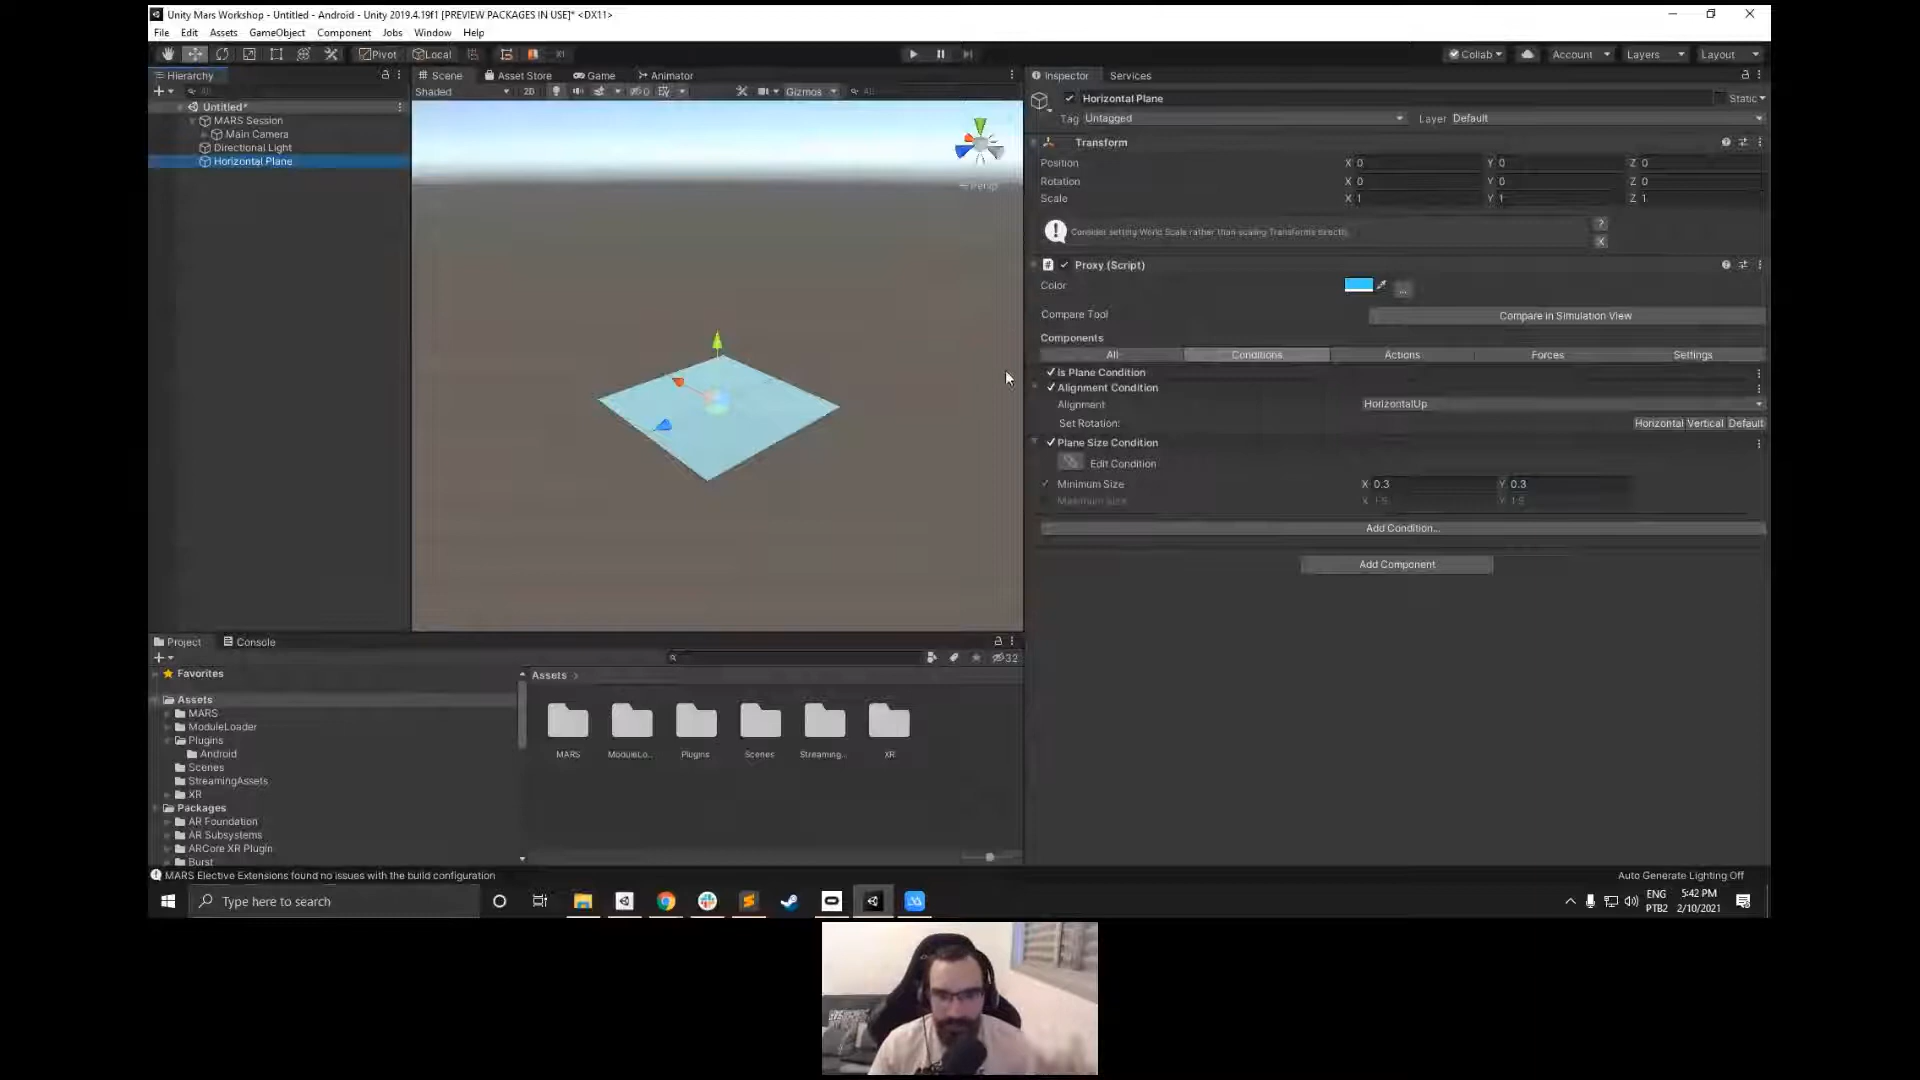 Unity Mars Workshop - Untitled - Android - Unity 2019.4.19f1 [PREVIEW PACKAGES IN USE]* <DX11>
File Edit Assets GameObject Component Jobs Window Help
Pivot Local Collab Account Layers Layout
Hierarchy
Untitled*
MARS Session
Main Camera
Directional Light
Horizontal Plane
Scene Asset Store Game Animator
Shaded 2D Gizmos All
Persp
Inspector Services
Horizontal Plane Static
Tag Untagged Layer Default
Transform
Position X 0 Y 0 Z 0
Rotation X 0 Y 0 Z 0
Scale X 1 Y 1 Z 1
Consider setting World Scale rather than scaling Transforms directly.
? X
Proxy (Script)
Color ...
Compare Tool Compare in Simulation View
Components
All Conditions Actions Forces Settings
Is Plane Condition
Alignment Condition
Alignment HorizontalUp
Set Rotation: Horizontal Vertical Default
Plane Size Condition
Edit Condition
Minimum Size X 0.3 Y 0.3
Maximum Size X 1.5 Y 1.5
Add Condition...
Add Component
Project Console
32
Favorites
Assets
MARS
ModuleLoader
Plugins
Android
Scenes
StreamingAssets
XR
Packages
AR Foundation
AR Subsystems
ARCore XR Plugin
Burst
Assets
MARS ModuleLo... Plugins Scenes Streaming... XR
MARS Elective Extensions found no issues with the build configuration
Auto Generate Lighting Off
Type here to search
ENG 5:42 PM
PTB2 2/10/2021